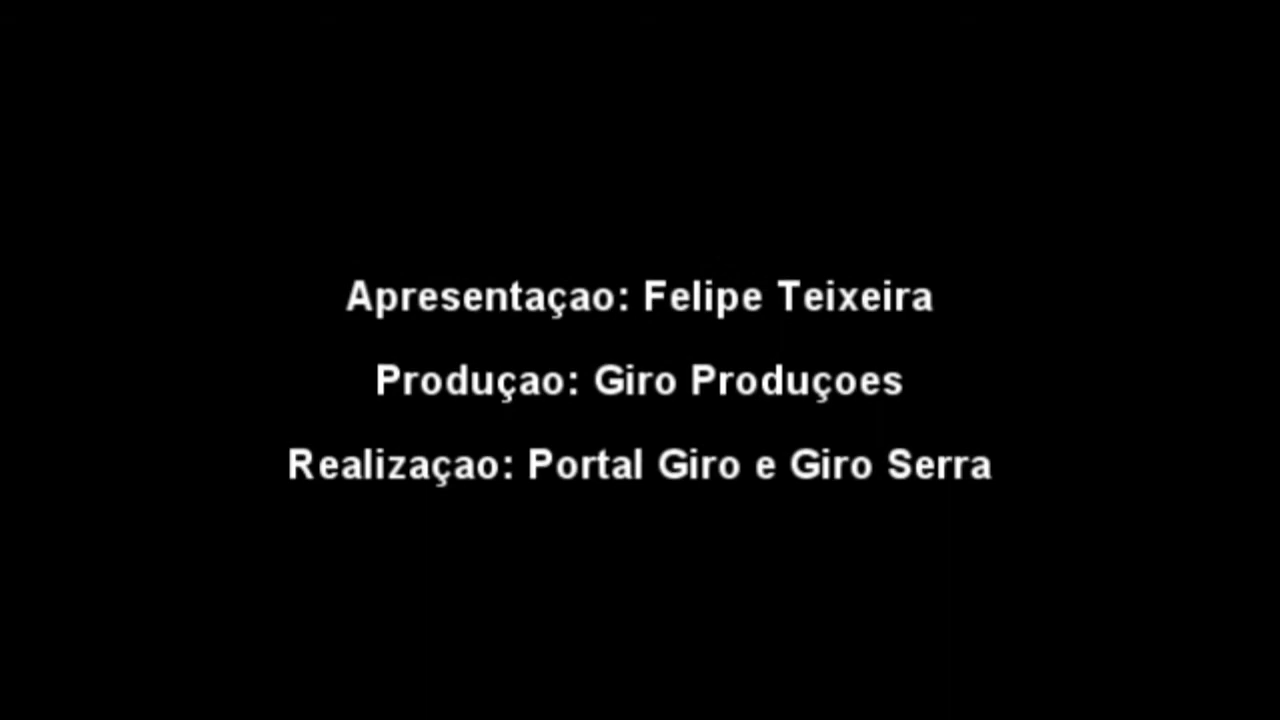 Apresentaçao: Felipe Teixeira
Produçao: Giro Produçoes
Realizaçao: Portal Giro e Giro Serra